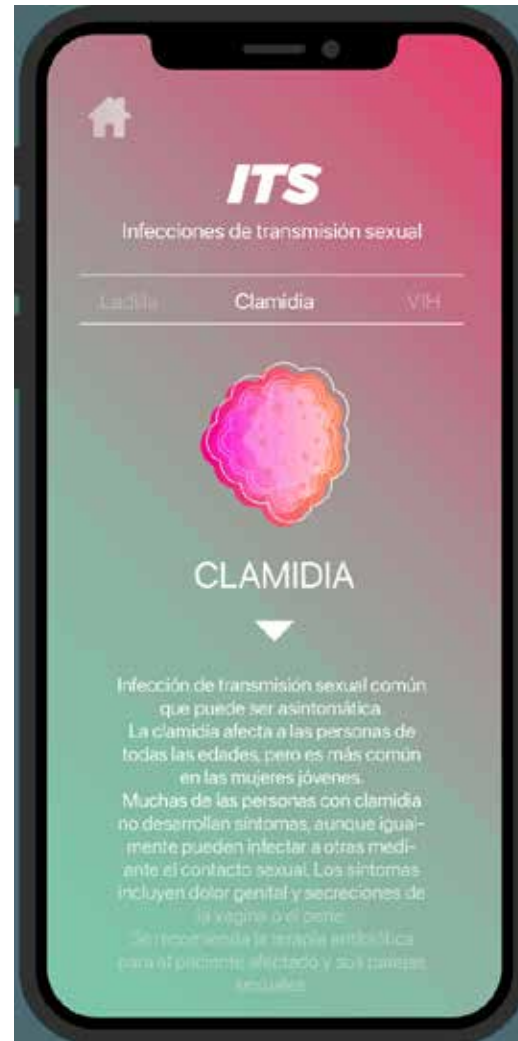 ITS
Infecciones de transmisión sexual
Ladilla Clamidia VIH
CLAMIDIA
Infección de transmisión sexual común
que puede ser asintomática.
La clamidia afecta a las personas de
todas las edades, pero es más común
en las mujeres jóvenes.
Muchas de las personas con clamidia
no desarrollan síntomas, aunque igual-
mente pueden infectar a otras medi-
ante el contacto sexual. Los síntomas
incluyen dolor genital y secreciones de
la vagina o el pene.
Se recomienda la terapia antibiótica
para el paciente afectado y sus parejas
sexuales